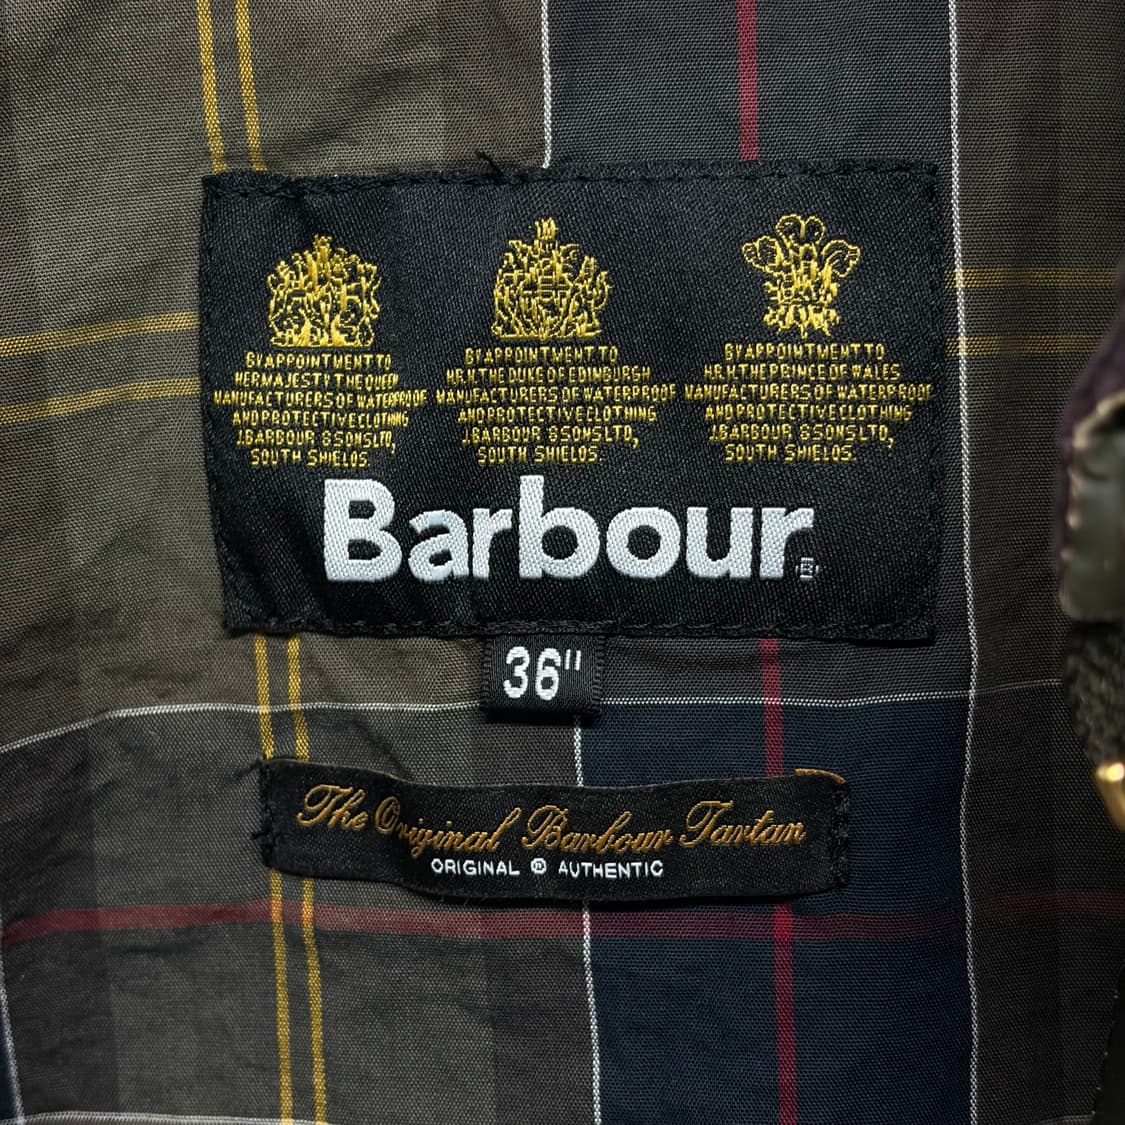 BY APPOINTMENT TO
HER MAJESTY THE QUEEN
MANUFACTURERS OF WATERPROOF
AND PROTECTIVE CLOTHING
J.BARBOUR & SONS LTD,
SOUTH SHIELDS.
BY APPOINTMENT TO
H.R.H. THE DUKE OF EDINBURGH
MANUFACTURERS OF WATERPROOF
AND PROTECTIVE CLOTHING
J.BARBOUR & SONS LTD,
SOUTH SHIELDS.
BY APPOINTMENT TO
H.R.H. THE PRINCE OF WALES
MANUFACTURERS OF WATERPROOF
AND PROTECTIVE CLOTHING
J.BARBOUR & SONS LTD,
SOUTH SHIELDS.
Barbour®
36"
The Original Barbour Tartan
ORIGINAL ® AUTHENTIC